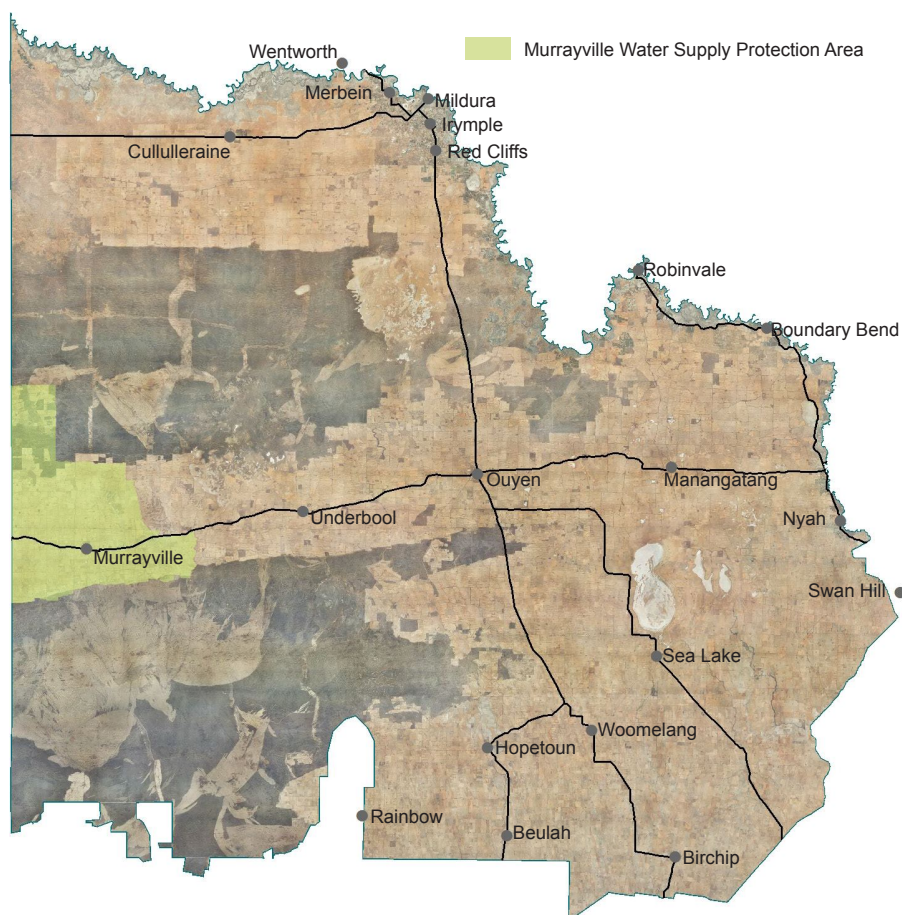 Wentworth
Murrayville Water Supply Protection Area
Merbein
Mildura
Irymple
Cullulleraine
Red Cliffs
Robinvale
Boundary Bend
Ouyen
Manangatang
Underbool
Nyah
Murrayville
Swan Hill
Sea Lake
Woomelang
Hopetoun
Rainbow
Beulah
Birchip